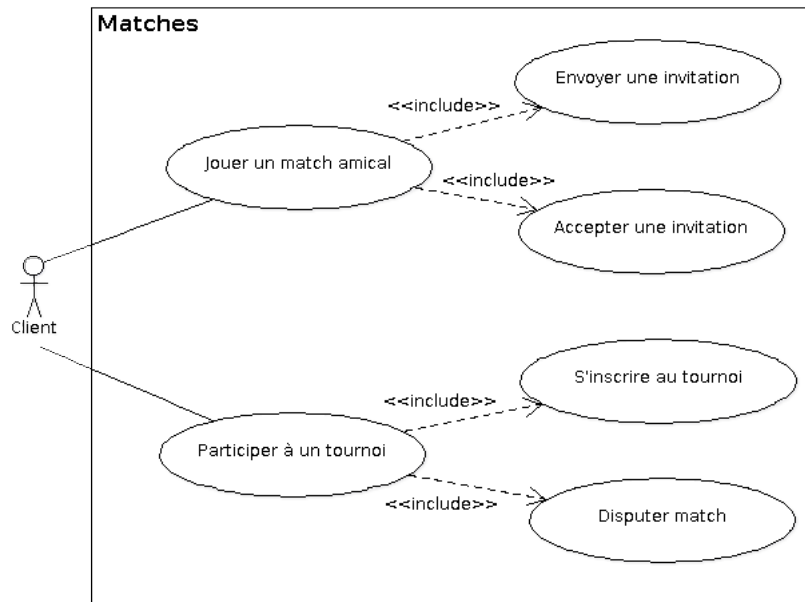 Matches
Envoyer une invitation
<<include>>
Jouer un match amical
<<include>>
Accepter une invitation
Client
S'inscrire au tournoi
<<include>>
Participer à un tournoi
<<include>>
Disputer match